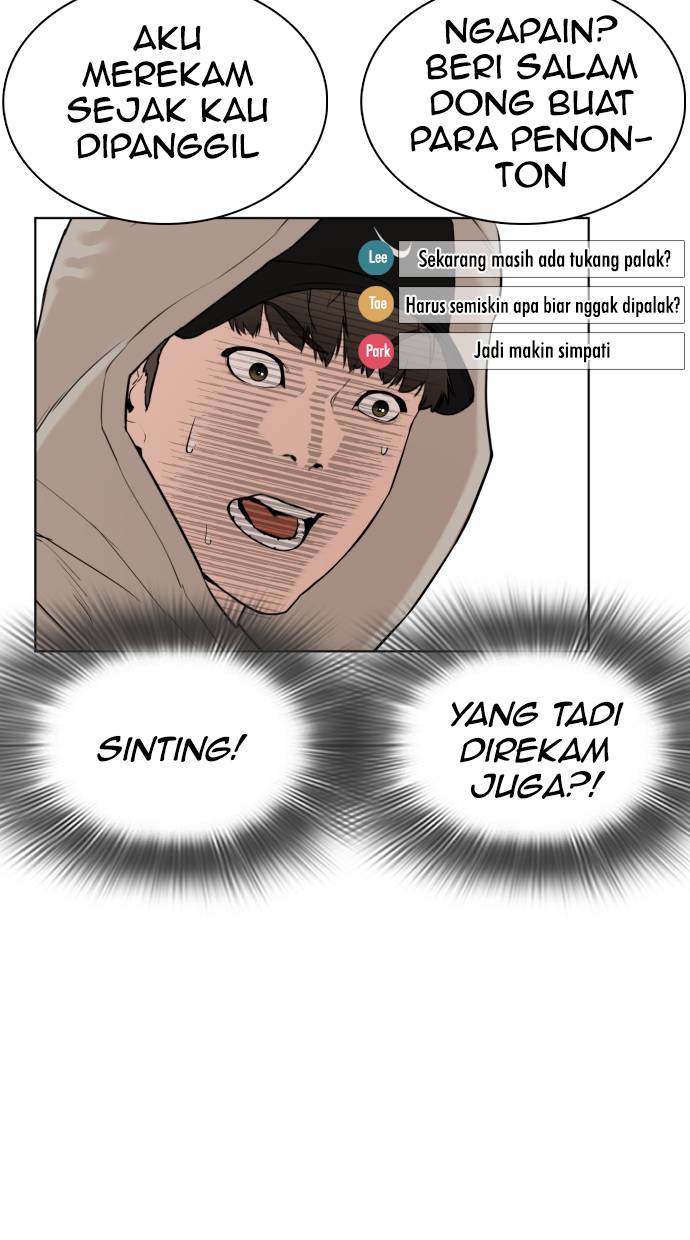 AKU
MEREKAM
SEJAK KAU
DIPANGGIL
NGAPAIN?
BERI SALAM
DONG BUAT
PARA PENON-
TON
Lee Sekarang masih ada tukang palak?
Tae Harus semiskin apa biar nggak dipalak?
Park Jadi makin simpati
SINTING!
YANG TADI
DIREKAM
JUGA?!